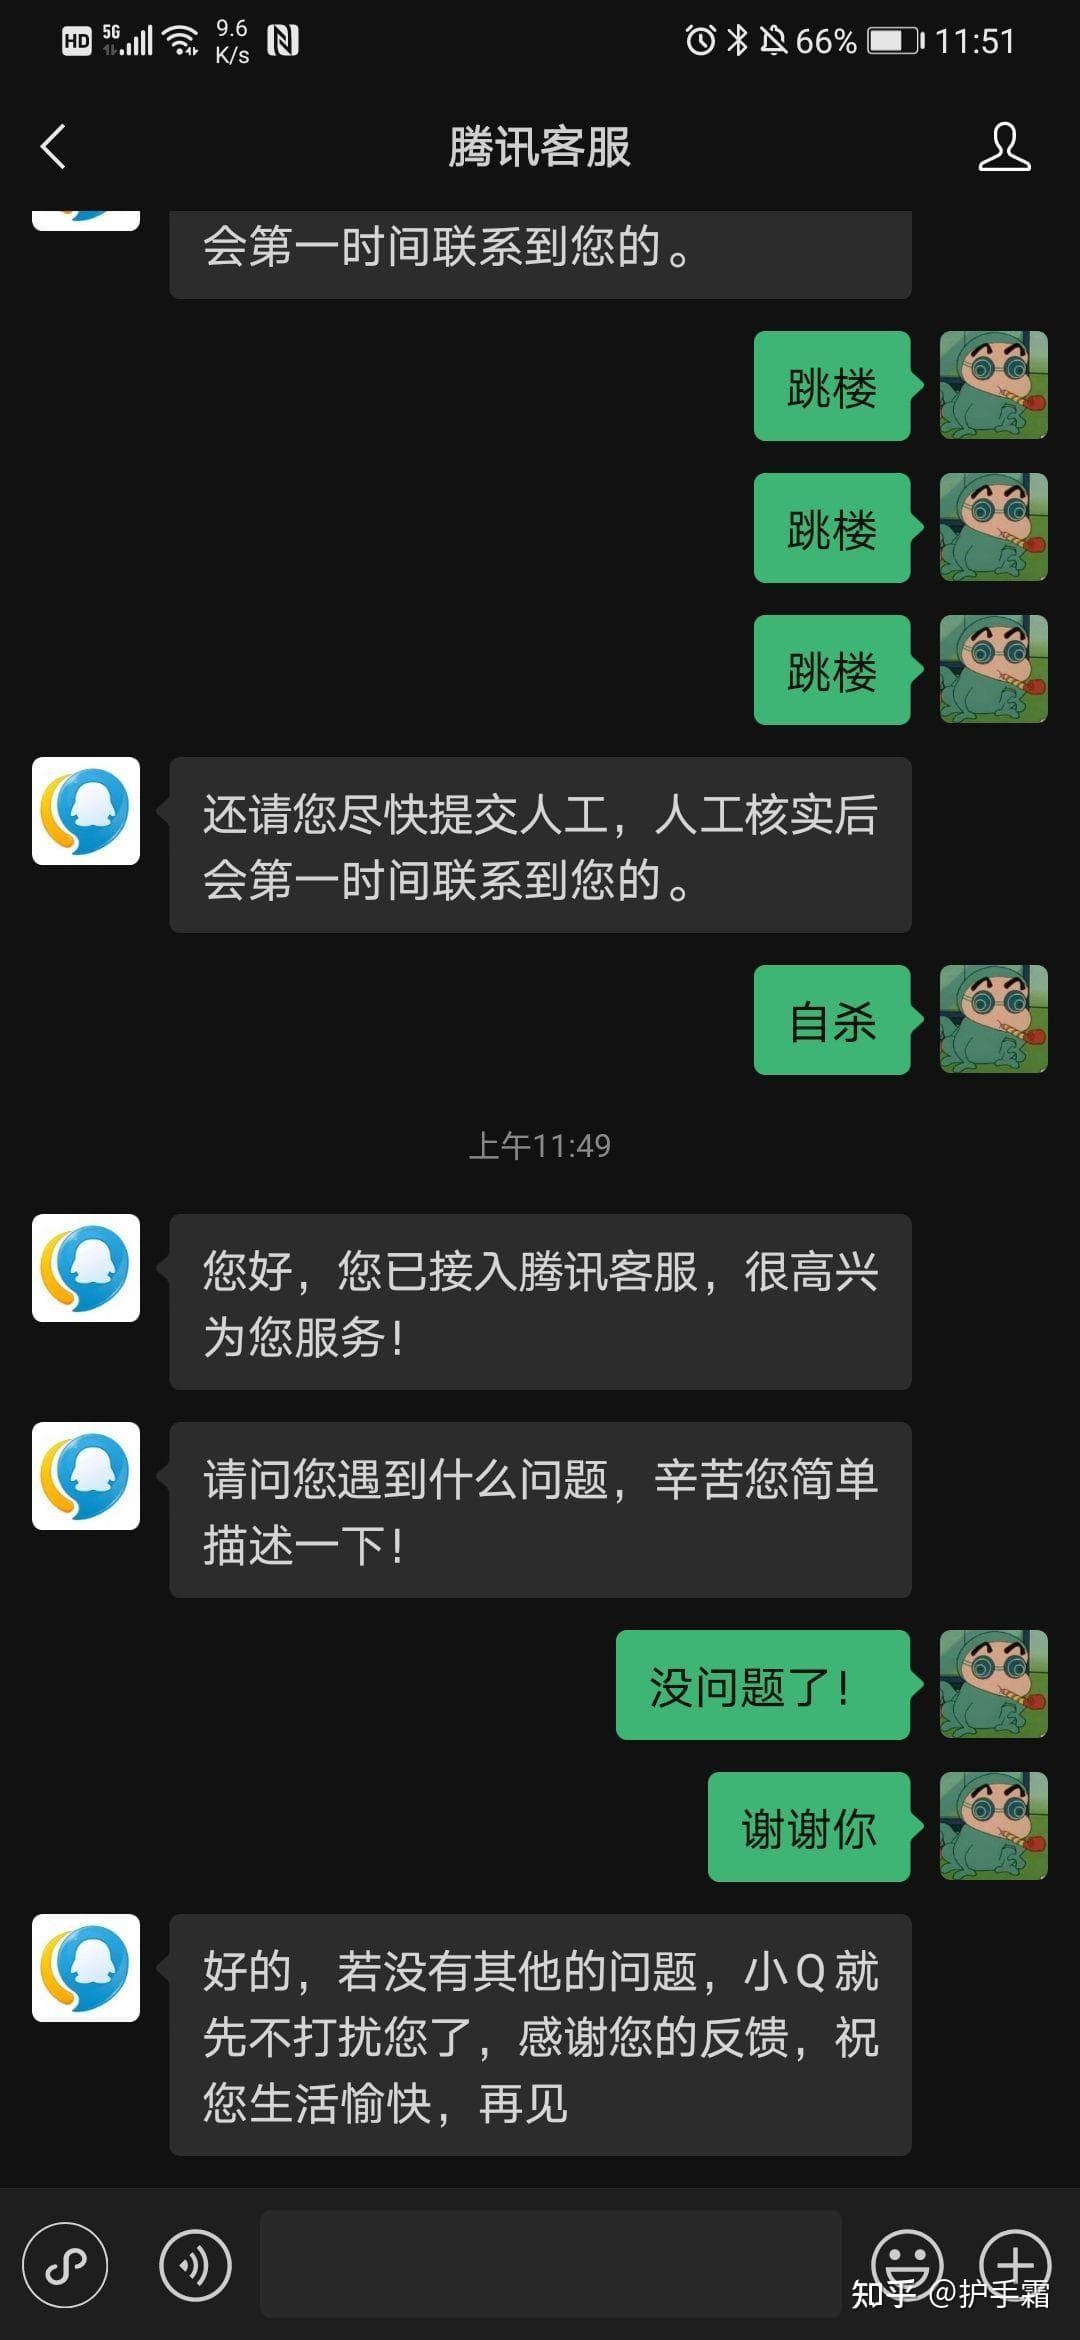 HD 5G 9.6 K/s 66% 11:51
腾讯客服
会第一时间联系到您的。
跳楼
跳楼
跳楼
还请您尽快提交人工，人工核实后
会第一时间联系到您的。
自杀
上午11:49
您好，您已接入腾讯客服，很高兴
为您服务！
请问您遇到什么问题，辛苦您简单
描述一下！
没问题了！
谢谢你
好的，若没有其他的问题，小Q就
先不打扰您了，感谢您的反馈，祝
您生活愉快，再见
知乎 @护手霜